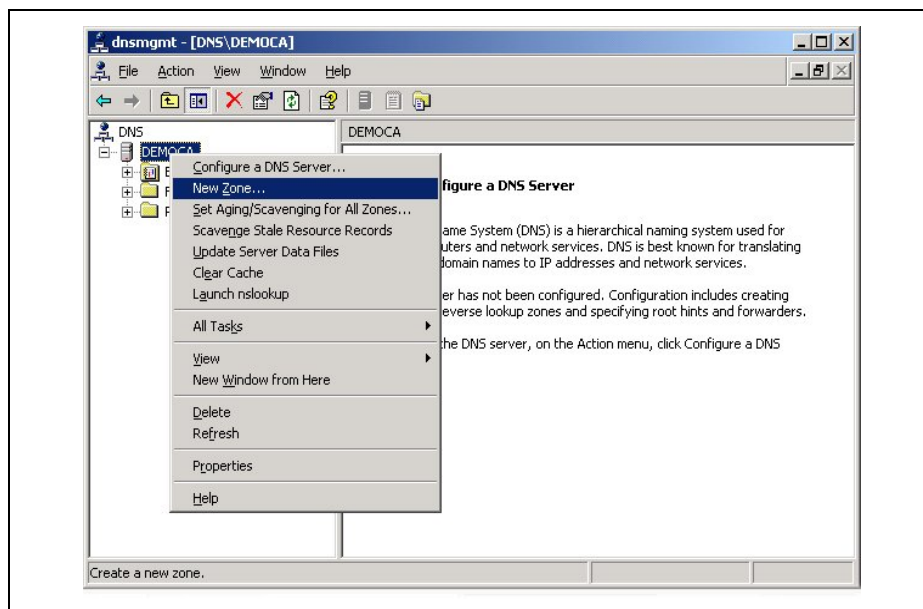 dnsmgmt - [DNS\DEMOCA]
File Action View Window Help
DNS
DEMOCA
DEMOCA
E
F
F
Configure a DNS Server...
New Zone...
Set Aging/Scavenging for All Zones...
Scavenge Stale Resource Records
Update Server Data Files
Clear Cache
Launch nslookup
All Tasks
View
New Window from Here
Delete
Refresh
Properties
Help
figure a DNS Server
ame System (DNS) is a hierarchical naming system used for
uters and network services. DNS is best known for translating
domain names to IP addresses and network services.
er has not been configured. Configuration includes creating
everse lookup zones and specifying root hints and forwarders.
he DNS server, on the Action menu, click Configure a DNS
Create a new zone.